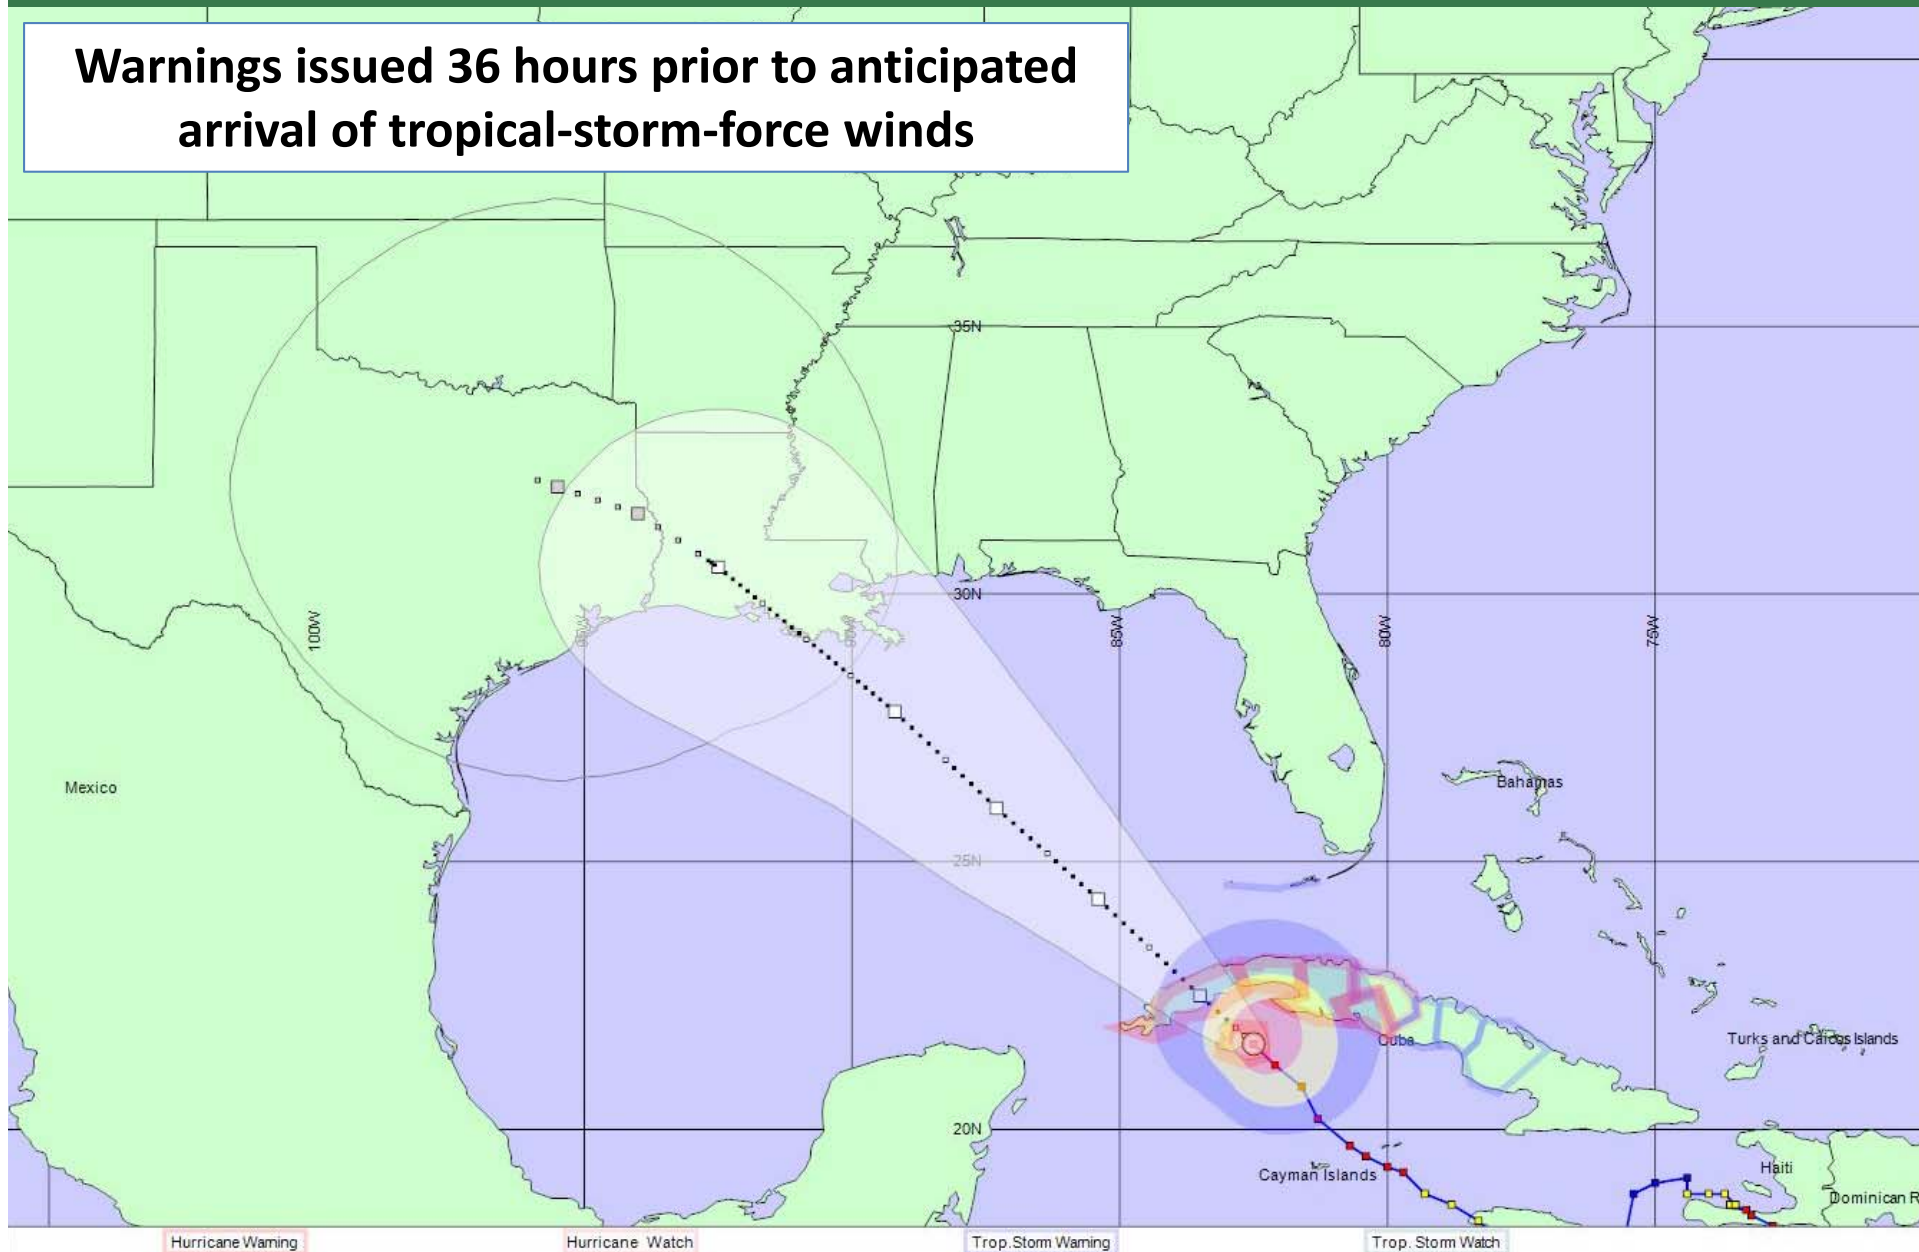 Warnings issued 36 hours prior to anticipated
arrival of tropical-storm-force winds
35N
30N
100W
85W
80W
75W
Mexico
Bahamas
25N
Cuba
Turks and Caicos Islands
20N
Cayman Islands
Haiti
Dominican R
Hurricane Warning
Hurricane Watch
Trop.Storm Warning
Trop. Storm Watch